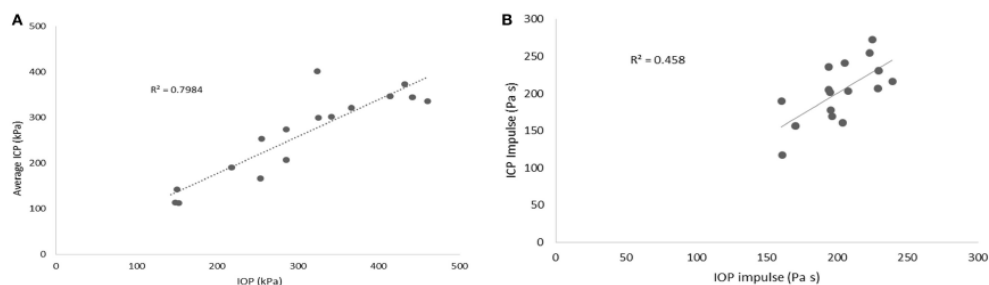 A
500
400
300
200
100
0
Average ICP (kPa)
R² = 0.7984
0 100 200 300 400 500
IOP (kPa)
B
300
250
200
150
100
50
0
ICP Impulse (Pa s)
R² = 0.458
0 50 100 150 200 250 300
IOP impulse (Pa s)